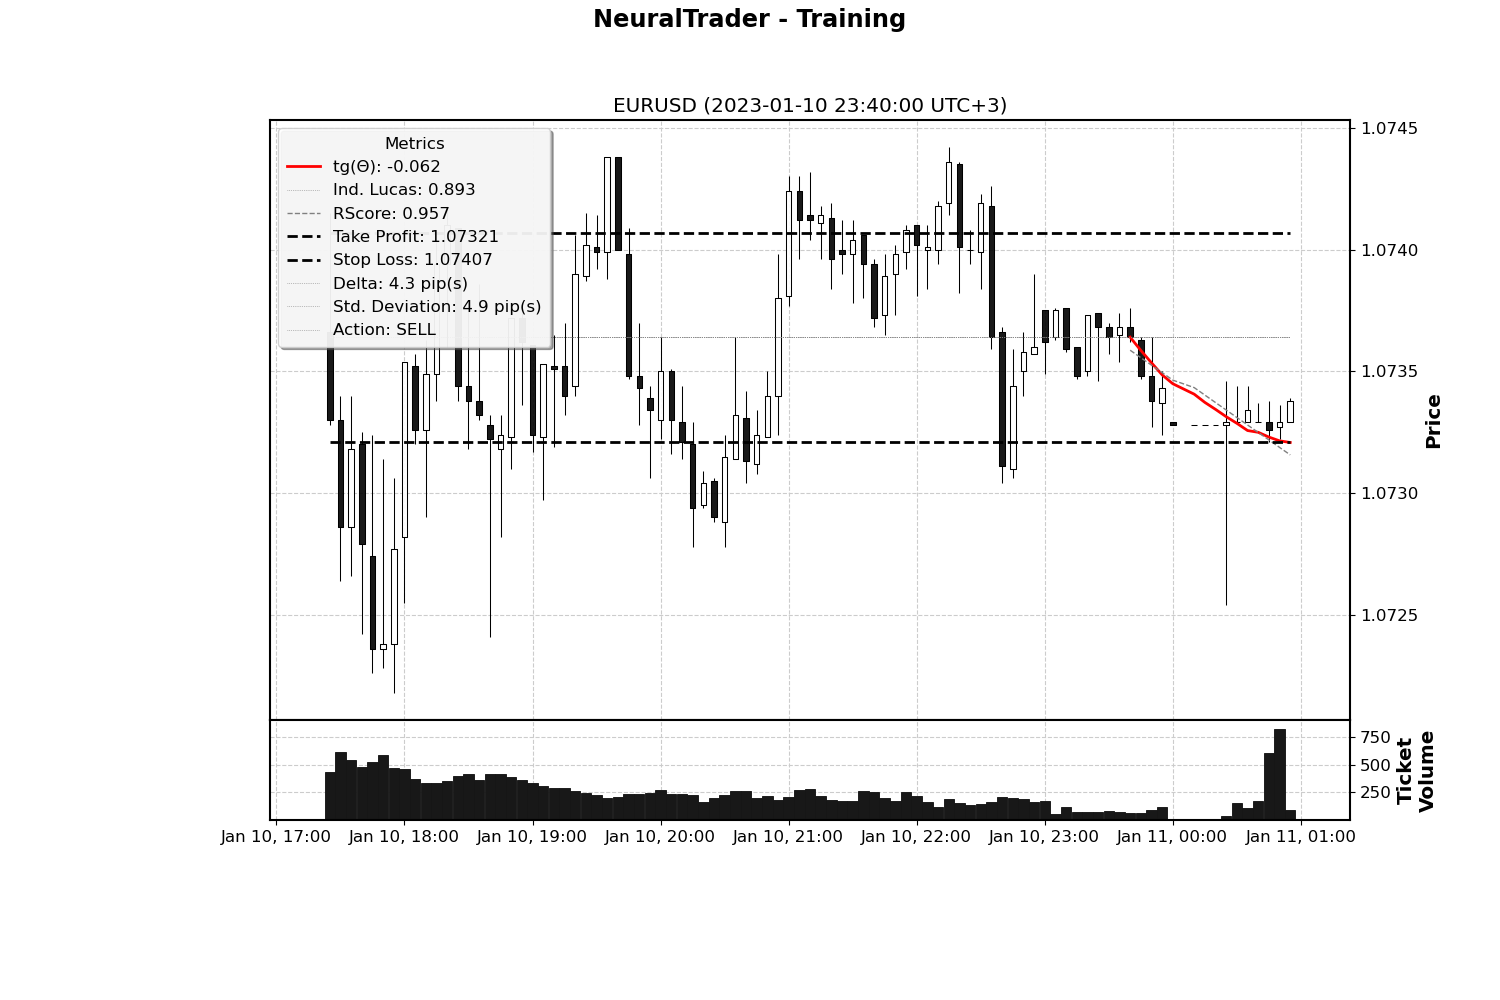 NeuralTrader - Training
EURUSD (2023-01-10 23:40:00 UTC+3)
Metrics
tg(Θ): -0.062
Ind. Lucas: 0.893
RScore: 0.957
Take Profit: 1.07321
Stop Loss: 1.07407
Delta: 4.3 pip(s)
Std. Deviation: 4.9 pip(s)
Action: SELL
1.0745
1.0740
1.0735
1.0730
1.0725
Price
750
500
250
Ticket
Volume
Jan 10, 17:00 Jan 10, 18:00 Jan 10, 19:00 Jan 10, 20:00 Jan 10, 21:00 Jan 10, 22:00 Jan 10, 23:00 Jan 11, 00:00 Jan 11, 01:00